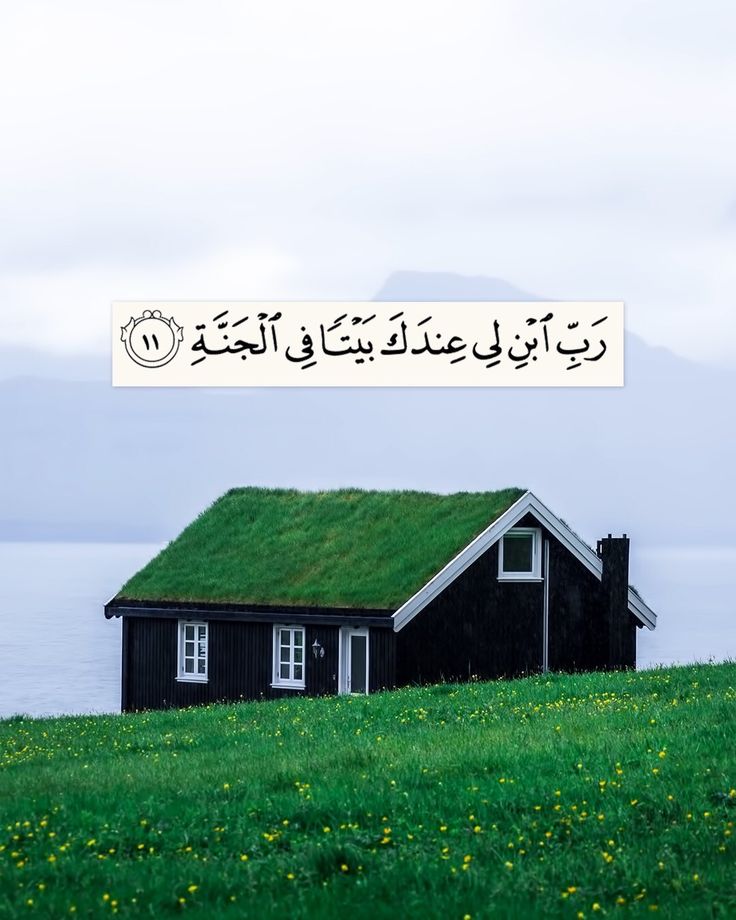 رَبِّ ٱبْنِ لِى عِندَكَ بَيْتًا فِى ٱلْجَنَّةِ ١١